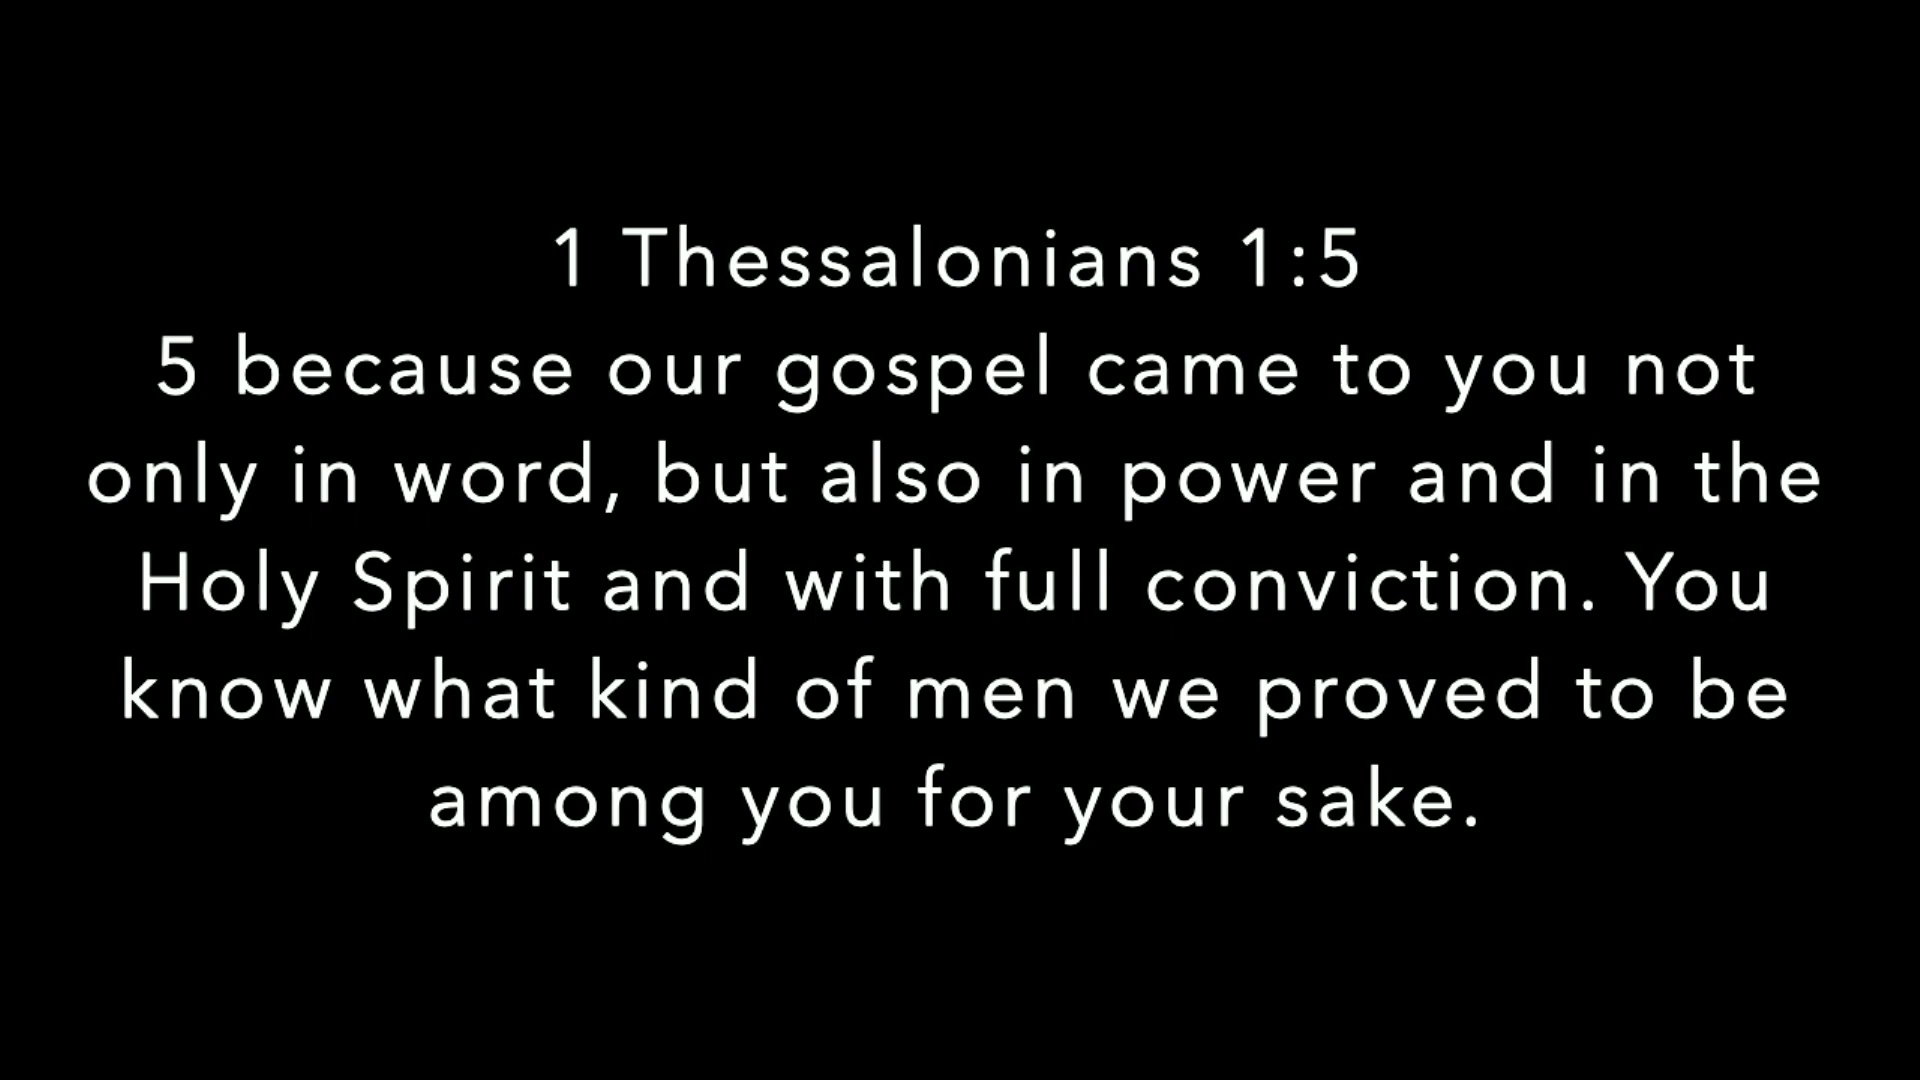 1 Thessalonians 1:5
5 because our gospel came to you not
only in word, but also in power and in the
Holy Spirit and with full conviction. You
know what kind of men we proved to be
among you for your sake.